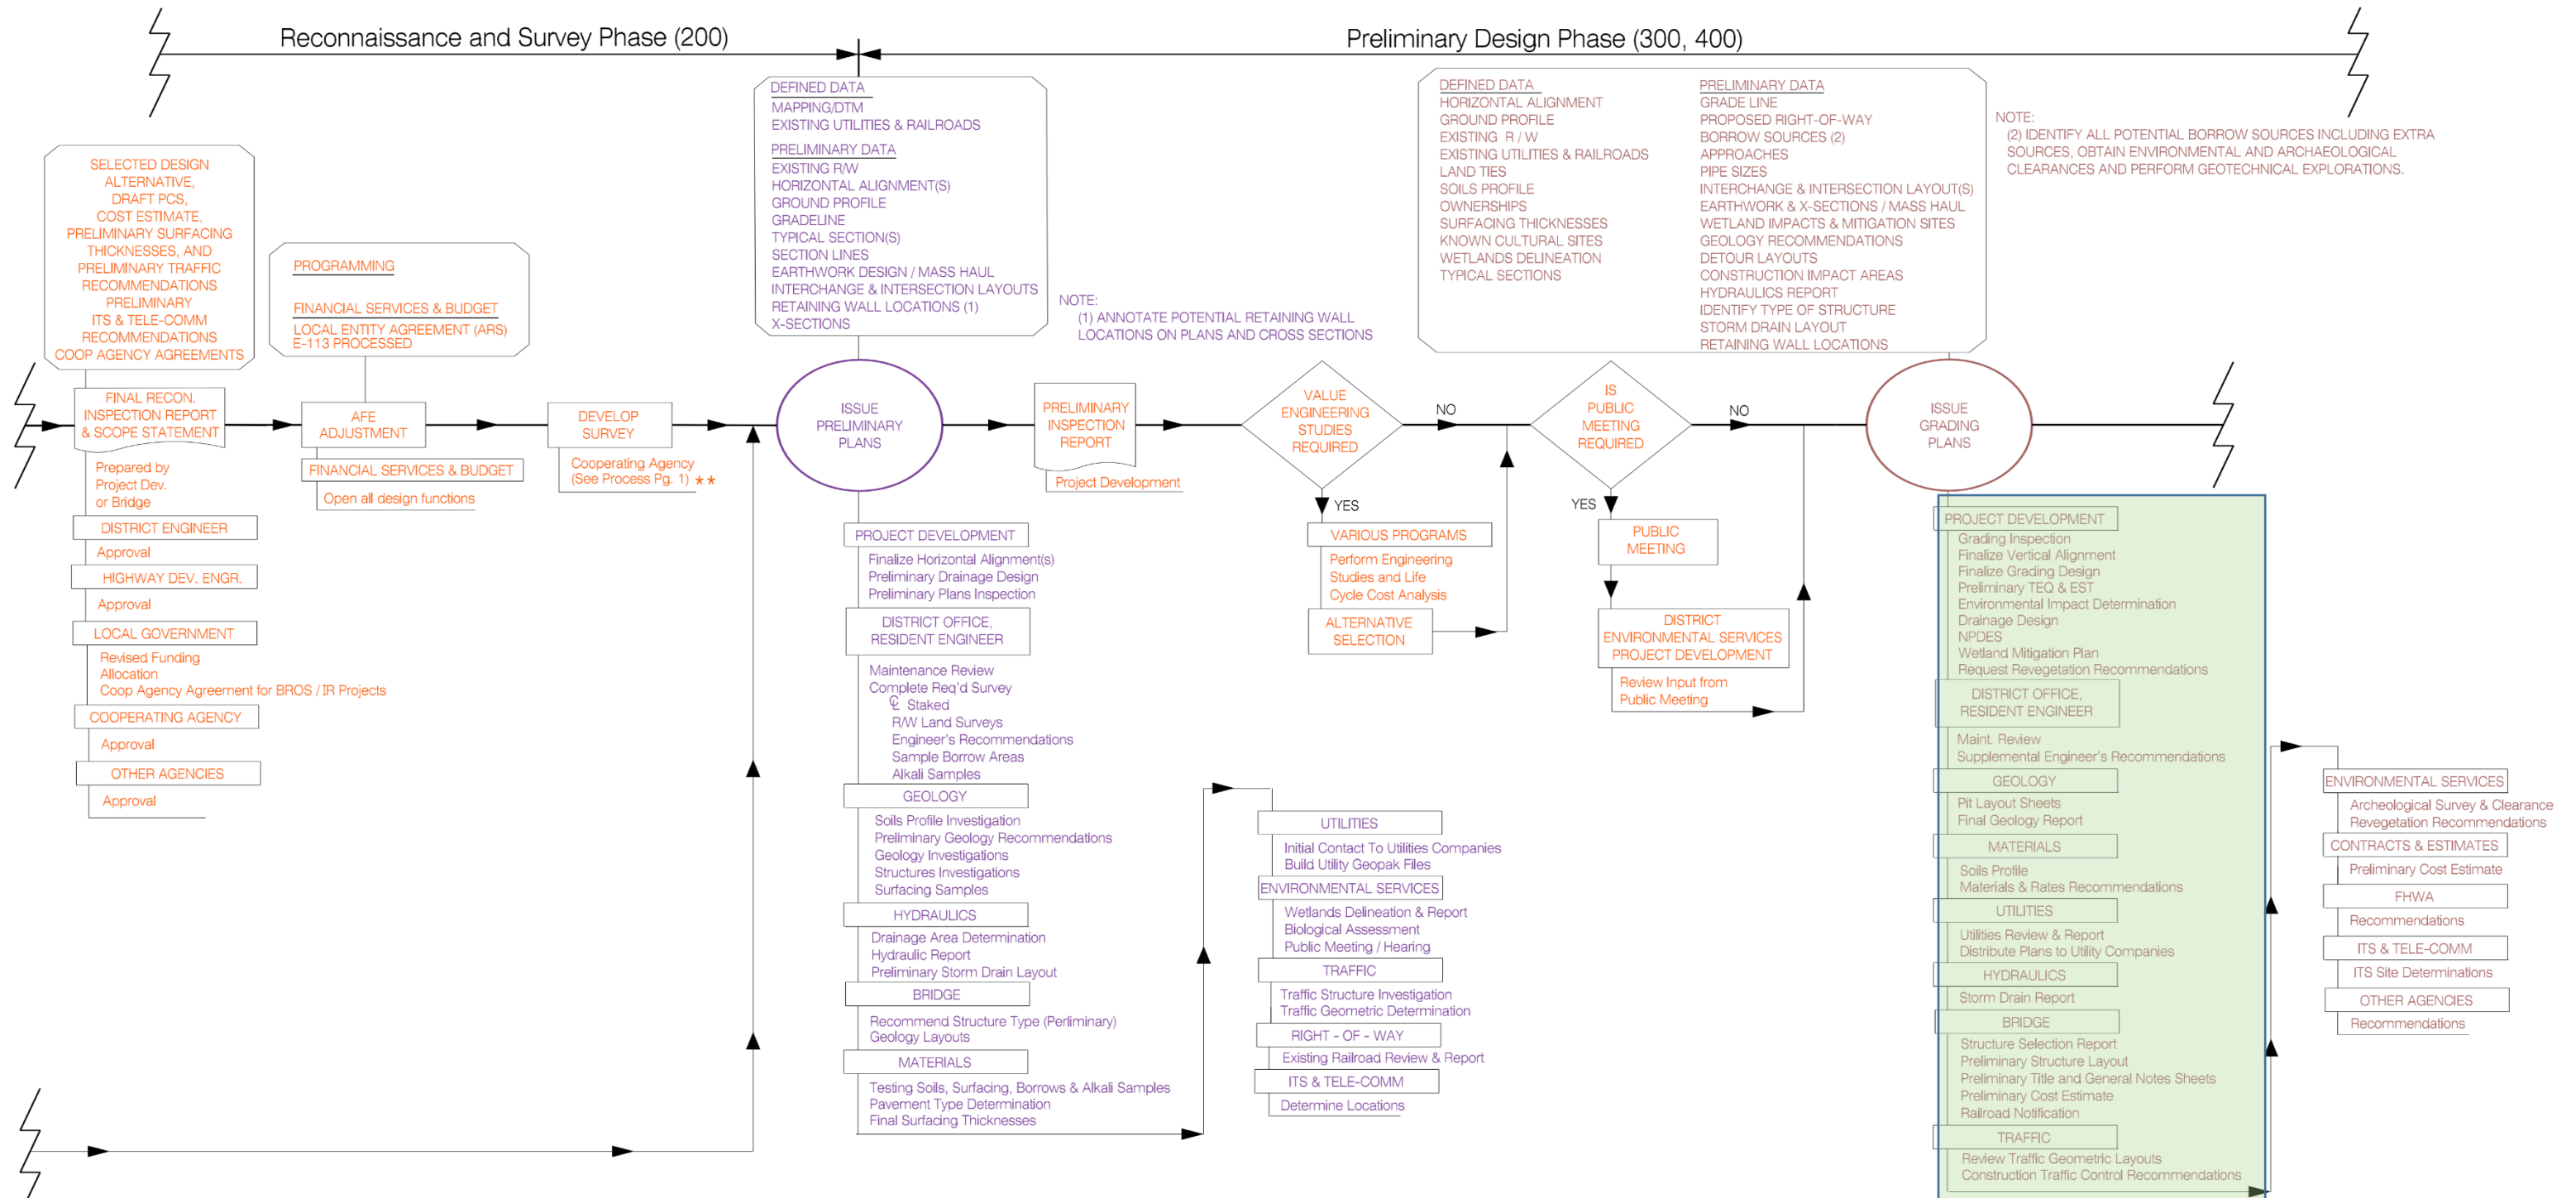 Reconnaissance and Survey Phase (200)
Preliminary Design Phase (300, 400)
SELECTED DESIGN
ALTERNATIVE,
DRAFT PCS,
COST ESTIMATE,
PRELIMINARY SURFACING
THICKNESSES, AND
PRELIMINARY TRAFFIC
RECOMMENDATIONS
PRELIMINARY
ITS & TELE-COMM
RECOMMENDATIONS
COOP AGENCY AGREEMENTS
FINAL RECON.
INSPECTION REPORT
& SCOPE STATEMENT
Prepared by
Project Dev.
or Bridge
DISTRICT ENGINEER
Approval
HIGHWAY DEV. ENGR.
Approval
LOCAL GOVERNMENT
Revised Funding
Allocation
Coop Agency Agreement for BROS / IR Projects
COOPERATING AGENCY
Approval
OTHER AGENCIES
Approval
PROGRAMMING
FINANCIAL SERVICES & BUDGET
LOCAL ENTITY AGREEMENT (ARS)
E-113 PROCESSED
AFE
ADJUSTMENT
FINANCIAL SERVICES & BUDGET
Open all design functions
DEVELOP
SURVEY
Cooperating Agency
(See Process Pg. 1) **
DEFINED DATA
MAPPING/DTM
EXISTING UTILITIES & RAILROADS
PRELIMINARY DATA
EXISTING R/W
HORIZONTAL ALIGNMENT(S)
GROUND PROFILE
GRADELINE
TYPICAL SECTION(S)
SECTION LINES
EARTHWORK DESIGN / MASS HAUL
INTERCHANGE & INTERSECTION LAYOUTS
RETAINING WALL LOCATIONS (1)
X-SECTIONS
NOTE:
(1) ANNOTATE POTENTIAL RETAINING WALL
LOCATIONS ON PLANS AND CROSS SECTIONS
ISSUE
PRELIMINARY
PLANS
PROJECT DEVELOPMENT
Finalize Horizontal Alignment(s)
Preliminary Drainage Design
Preliminary Plans Inspection
DISTRICT OFFICE,
RESIDENT ENGINEER
Maintenance Review
Complete Req'd Survey
℄ Staked
R/W Land Surveys
Engineer's Recommendations
Sample Borrow Areas
Alkali Samples
GEOLOGY
Soils Profile Investigation
Preliminary Geology Recommendations
Geology Investigations
Structures Investigations
Surfacing Samples
HYDRAULICS
Drainage Area Determination
Hydraulic Report
Preliminary Storm Drain Layout
BRIDGE
Recommend Structure Type (Perliminary)
Geology Layouts
MATERIALS
Testing Soils, Surfacing, Borrows & Alkali Samples
Pavement Type Determination
Final Surfacing Thicknesses
UTILITIES
Initial Contact To Utilities Companies
Build Utility Geopak Files
ENVIRONMENTAL SERVICES
Wetlands Delineation & Report
Biological Assessment
Public Meeting / Hearing
TRAFFIC
Traffic Structure Investigation
Traffic Geometric Determination
RIGHT - OF - WAY
Existing Railroad Review & Report
ITS & TELE-COMM
Determine Locations
PRELIMINARY
INSPECTION
REPORT
Project Development
VALUE
ENGINEERING
STUDIES
REQUIRED
NO
YES
VARIOUS PROGRAMS
Perform Engineering
Studies and Life
Cycle Cost Analysis
ALTERNATIVE
SELECTION
IS
PUBLIC
MEETING
REQUIRED
NO
YES
PUBLIC
MEETING
DISTRICT
ENVIRONMENTAL SERVICES
PROJECT DEVELOPMENT
Review Input from
Public Meeting
DEFINED DATA
HORIZONTAL ALIGNMENT
GROUND PROFILE
EXISTING R / W
EXISTING UTILITIES & RAILROADS
LAND TIES
SOILS PROFILE
OWNERSHIPS
SURFACING THICKNESSES
KNOWN CULTURAL SITES
WETLANDS DELINEATION
TYPICAL SECTIONS
PRELIMINARY DATA
GRADE LINE
PROPOSED RIGHT-OF-WAY
BORROW SOURCES (2)
APPROACHES
PIPE SIZES
INTERCHANGE & INTERSECTION LAYOUT(S)
EARTHWORK & X-SECTIONS / MASS HAUL
WETLAND IMPACTS & MITIGATION SITES
GEOLOGY RECOMMENDATIONS
DETOUR LAYOUTS
CONSTRUCTION IMPACT AREAS
HYDRAULICS REPORT
IDENTIFY TYPE OF STRUCTURE
STORM DRAIN LAYOUT
RETAINING WALL LOCATIONS
NOTE:
(2) IDENTIFY ALL POTENTIAL BORROW SOURCES INCLUDING EXTRA
SOURCES, OBTAIN ENVIRONMENTAL AND ARCHAEOLOGICAL
CLEARANCES AND PERFORM GEOTECHNICAL EXPLORATIONS.
ISSUE
GRADING
PLANS
PROJECT DEVELOPMENT
Grading Inspection
Finalize Vertical Alignment
Finalize Grading Design
Preliminary TEQ & EST
Environmental Impact Determination
Drainage Design
NPDES
Wetland Mitigation Plan
Request Revegetation Recommendations
DISTRICT OFFICE,
RESIDENT ENGINEER
Maint. Review
Supplemental Engineer's Recommendations
GEOLOGY
Pit Layout Sheets
Final Geology Report
MATERIALS
Soils Profile
Materials & Rates Recommendations
UTILITIES
Utilities Review & Report
Distribute Plans to Utility Companies
HYDRAULICS
Storm Drain Report
BRIDGE
Structure Selection Report
Preliminary Structure Layout
Preliminary Title and General Notes Sheets
Preliminary Cost Estimate
Railroad Notification
TRAFFIC
Review Traffic Geometric Layouts
Construction Traffic Control Recommendations
ENVIRONMENTAL SERVICES
Archeological Survey & Clearance
Revegetation Recommendations
CONTRACTS & ESTIMATES
Preliminary Cost Estimate
FHWA
Recommendations
ITS & TELE-COMM
ITS Site Determinations
OTHER AGENCIES
Recommendations